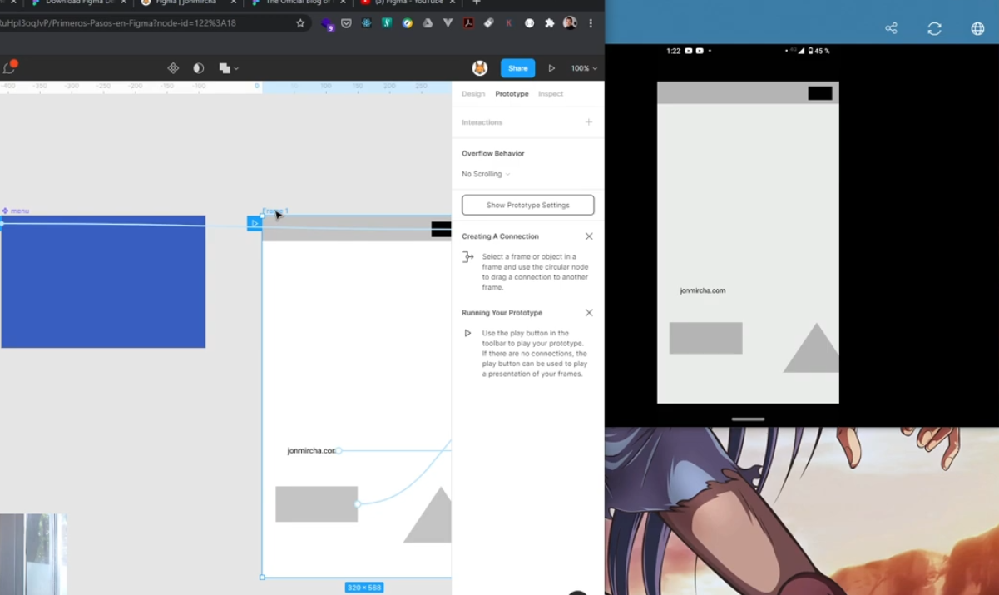 Download Figma De
Figma | jonmircha
The Official Blog of
(3) Figma - YouTube
uHpI3oqJvP/Primeros-Pasos-en-Figma?node-id=122%3A18
9
Share
100%
-400 -350 -300 -250 -200 -150 -100 0 50 100 150 200 250
Design Prototype Inspect
Interactions
Overflow Behavior
No Scrolling
Show Prototype Settings
Creating A Connection
Select a frame or object in a
frame and use the circular node
to drag a connection to another
frame.
Running Your Prototype
Use the play button in the
toolbar to play your prototype.
If there are no connections, the
play button can be used to play
a presentation of your frames.
menu
Frame 1
jonmircha.com
320 × 568
1:22
45 %
jonmircha.com